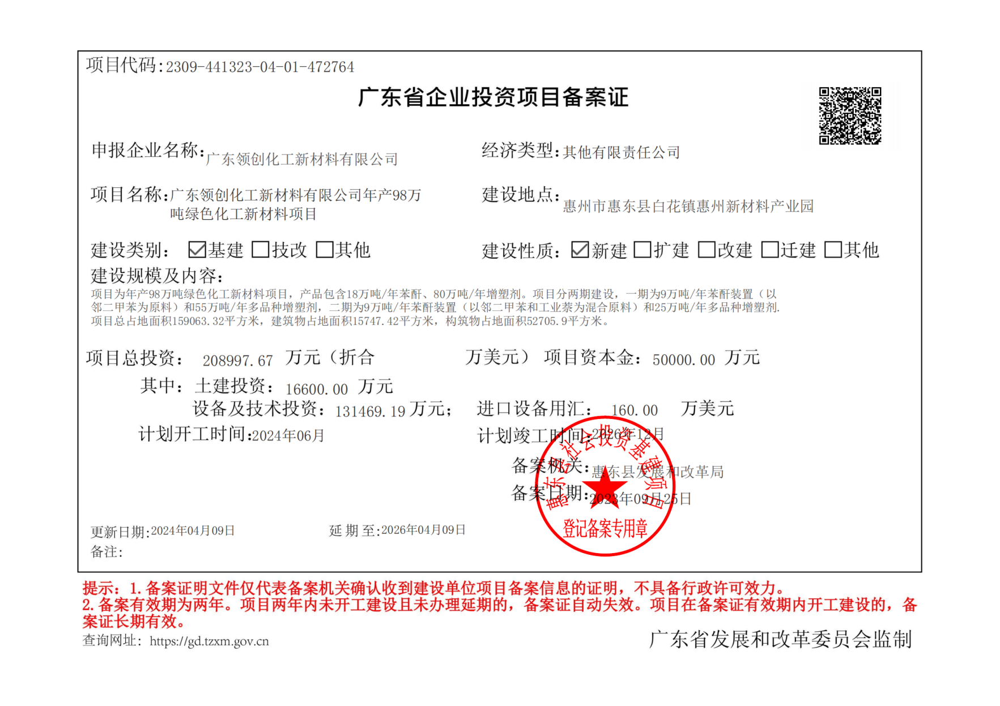 项目代码:2309-441323-04-01-472764
广东省企业投资项目备案证
申报企业名称:广东领创化工新材料有限公司
经济类型:其他有限责任公司
项目名称:广东领创化工新材料有限公司年产98万
吨绿色化工新材料项目
建设地点:惠州市惠东县白花镇惠州新材料产业园
建设类别: ☑基建 □技改 □其他
建设性质: ☑新建 □扩建 □改建 □迁建 □其他
建设规模及内容:
项目为年产98万吨绿色化工新材料项目，产品包含18万吨/年苯酐、80万吨/年增塑剂。项目分两期建设，一期为9万吨/年苯酐装置（以
邻二甲苯为原料）和55万吨/年多品种增塑剂，二期为9万吨/年苯酐装置（以邻二甲苯和工业萘为混合原料）和25万吨/年多品种增塑剂.
项目总占地面积159063.32平方米，建筑物占地面积15747.42平方米，构筑物占地面积52705.9平方米。
项目总投资: 208997.67 万元（折合 万美元） 项目资本金: 50000.00 万元
其中: 土建投资: 16600.00 万元
设备及技术投资: 131469.19 万元; 进口设备用汇: 160.00 万美元
计划开工时间:2024年06月
计划竣工时间:2026年12月
备案机关:惠东县发展和改革局
备案日期:2023年09月25日
惠东县社会投资基建项目
登记备案专用章
更新日期:2024年04月09日
延 期 至:2026年04月09日
备注:
提示: 1.备案证明文件仅代表备案机关确认收到建设单位项目备案信息的证明，不具备行政许可效力。
2.备案有效期为两年。项目两年内未开工建设且未办理延期的，备案证自动失效。项目在备案证有效期内开工建设的，备
案证长期有效。
查询网址: https://gd.tzxm.gov.cn
广东省发展和改革委员会监制